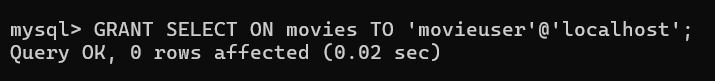 mysql> GRANT SELECT ON movies TO 'movieuser'@'localhost';
Query OK, 0 rows affected (0.02 sec)